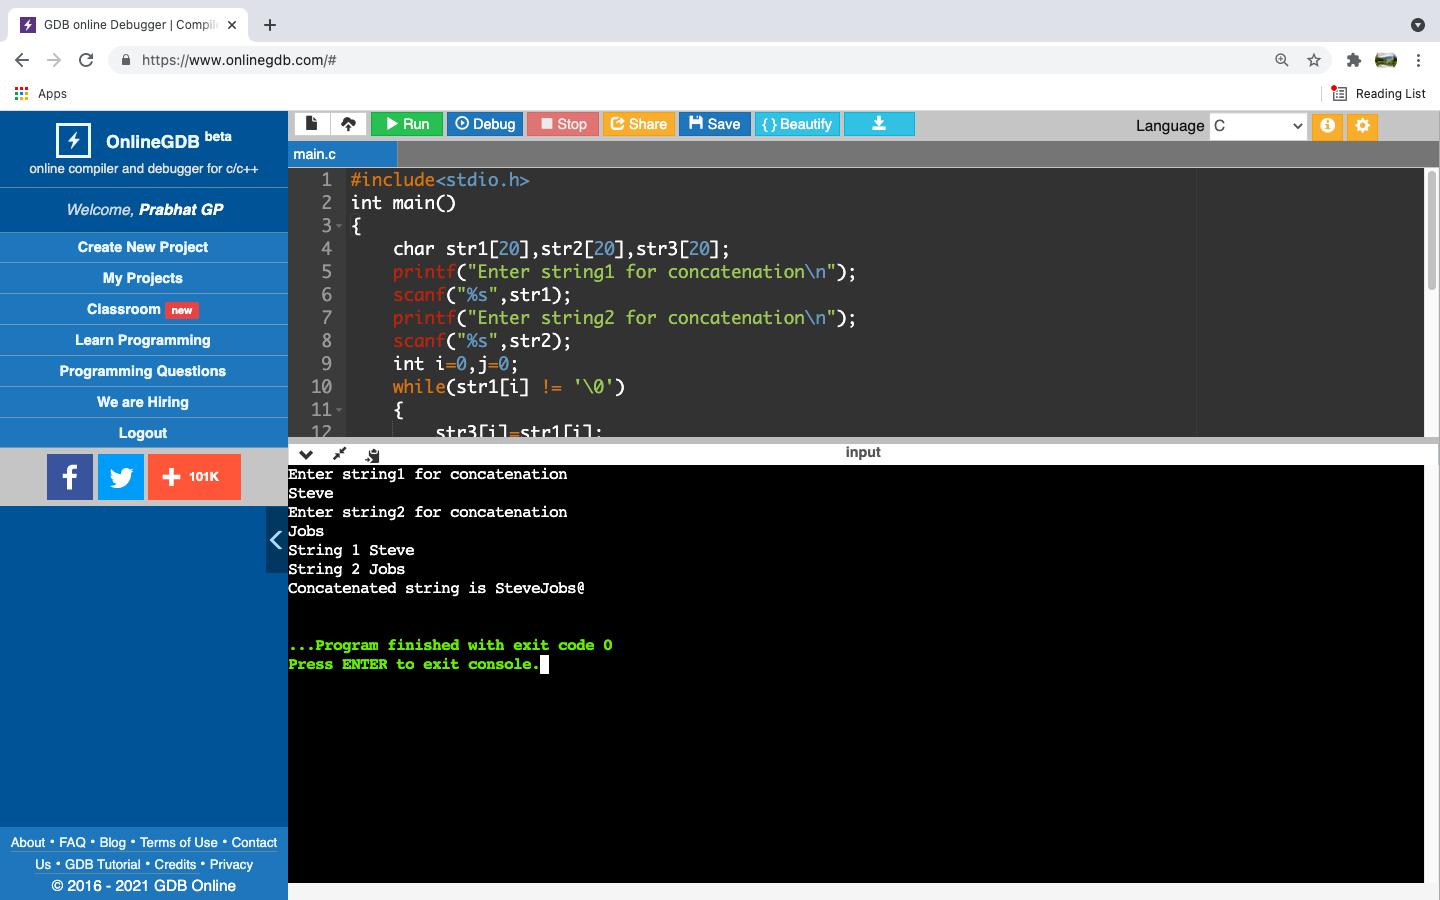 GDB online Debugger | Compil
https://www.onlinegdb.com/#
Apps
Reading List
OnlineGDB beta
online compiler and debugger for c/c++
Welcome, Prabhat GP
Create New Project
My Projects
Classroom new
Learn Programming
Programming Questions
We are Hiring
Logout
101K
About • FAQ • Blog • Terms of Use • Contact
Us • GDB Tutorial • Credits • Privacy
© 2016 - 2021 GDB Online
Run Debug Stop Share Save { } Beautify
Language C
main.c
1 #include<stdio.h>
2 int main()
3 {
4 char str1[20],str2[20],str3[20];
5 printf("Enter string1 for concatenation\n");
6 scanf("%s",str1);
7 printf("Enter string2 for concatenation\n");
8 scanf("%s",str2);
9 int i=0,j=0;
10 while(str1[i] != '\0')
11 {
12 str3[i]=str1[i];
input
Enter string1 for concatenation
Steve
Enter string2 for concatenation
Jobs
String 1 Steve
String 2 Jobs
Concatenated string is SteveJobs@
...Program finished with exit code 0
Press ENTER to exit console.